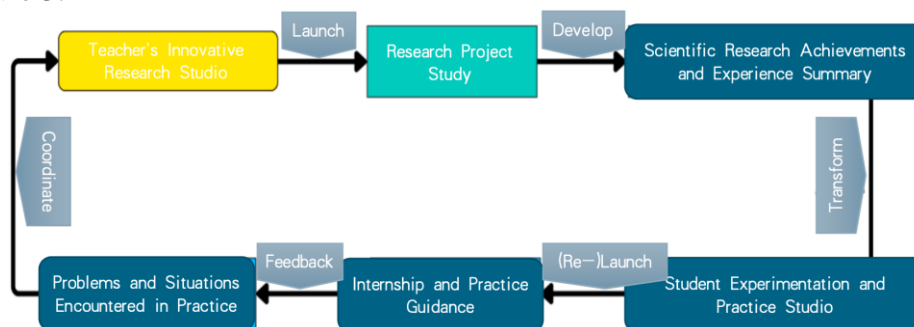 Teacher's Innovative
Research Studio
Launch
Research Project
Study
Develop
Scientific Research Achievements
and Experience Summary
Coordinate
Transform
Problems and Situations
Encountered in Practice
Feedback
Internship and Practice
Guidance
(Re-)Launch
Student Experimentation and
Practice Studio